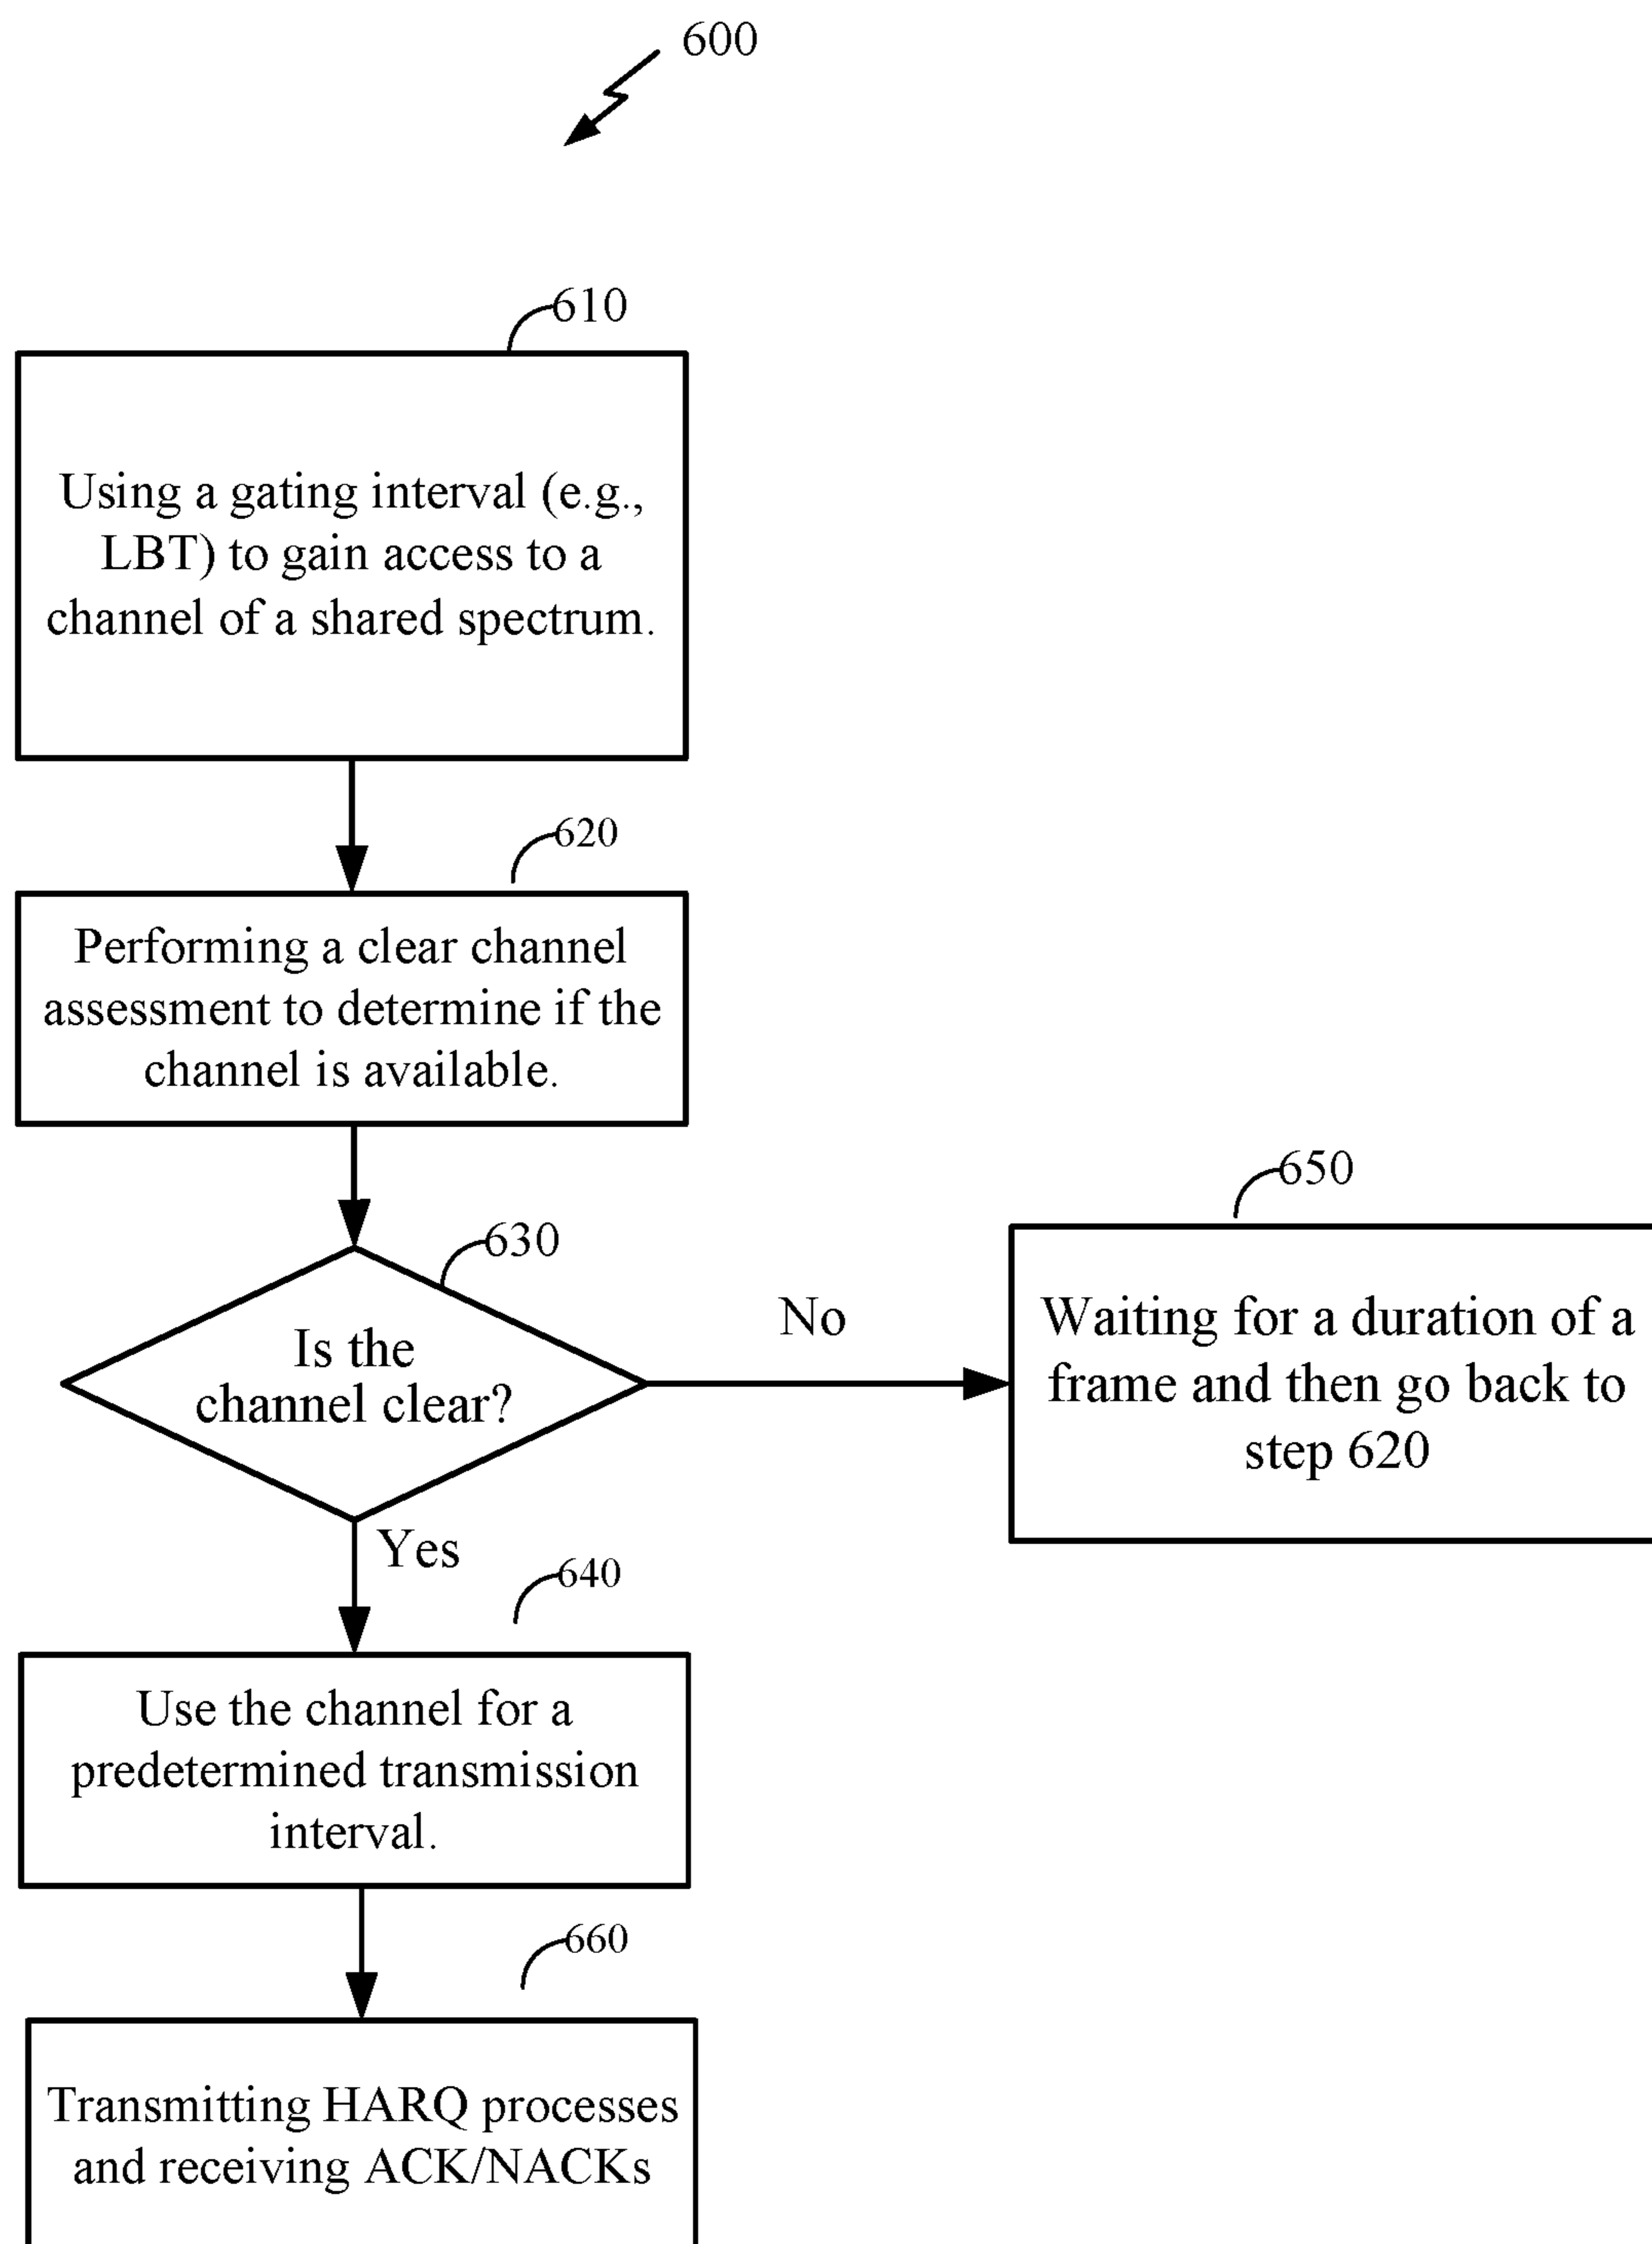 600
610
Using a gating interval (e.g.,
LBT) to gain access to a
channel of a shared spectrum.
620
Performing a clear channel
assessment to determine if the
channel is available.
630
Is the
channel clear?
No
650
Waiting for a duration of a
frame and then go back to
step 620
Yes
640
Use the channel for a
predetermined transmission
interval.
660
Transmitting HARQ processes
and receiving ACK/NACKs